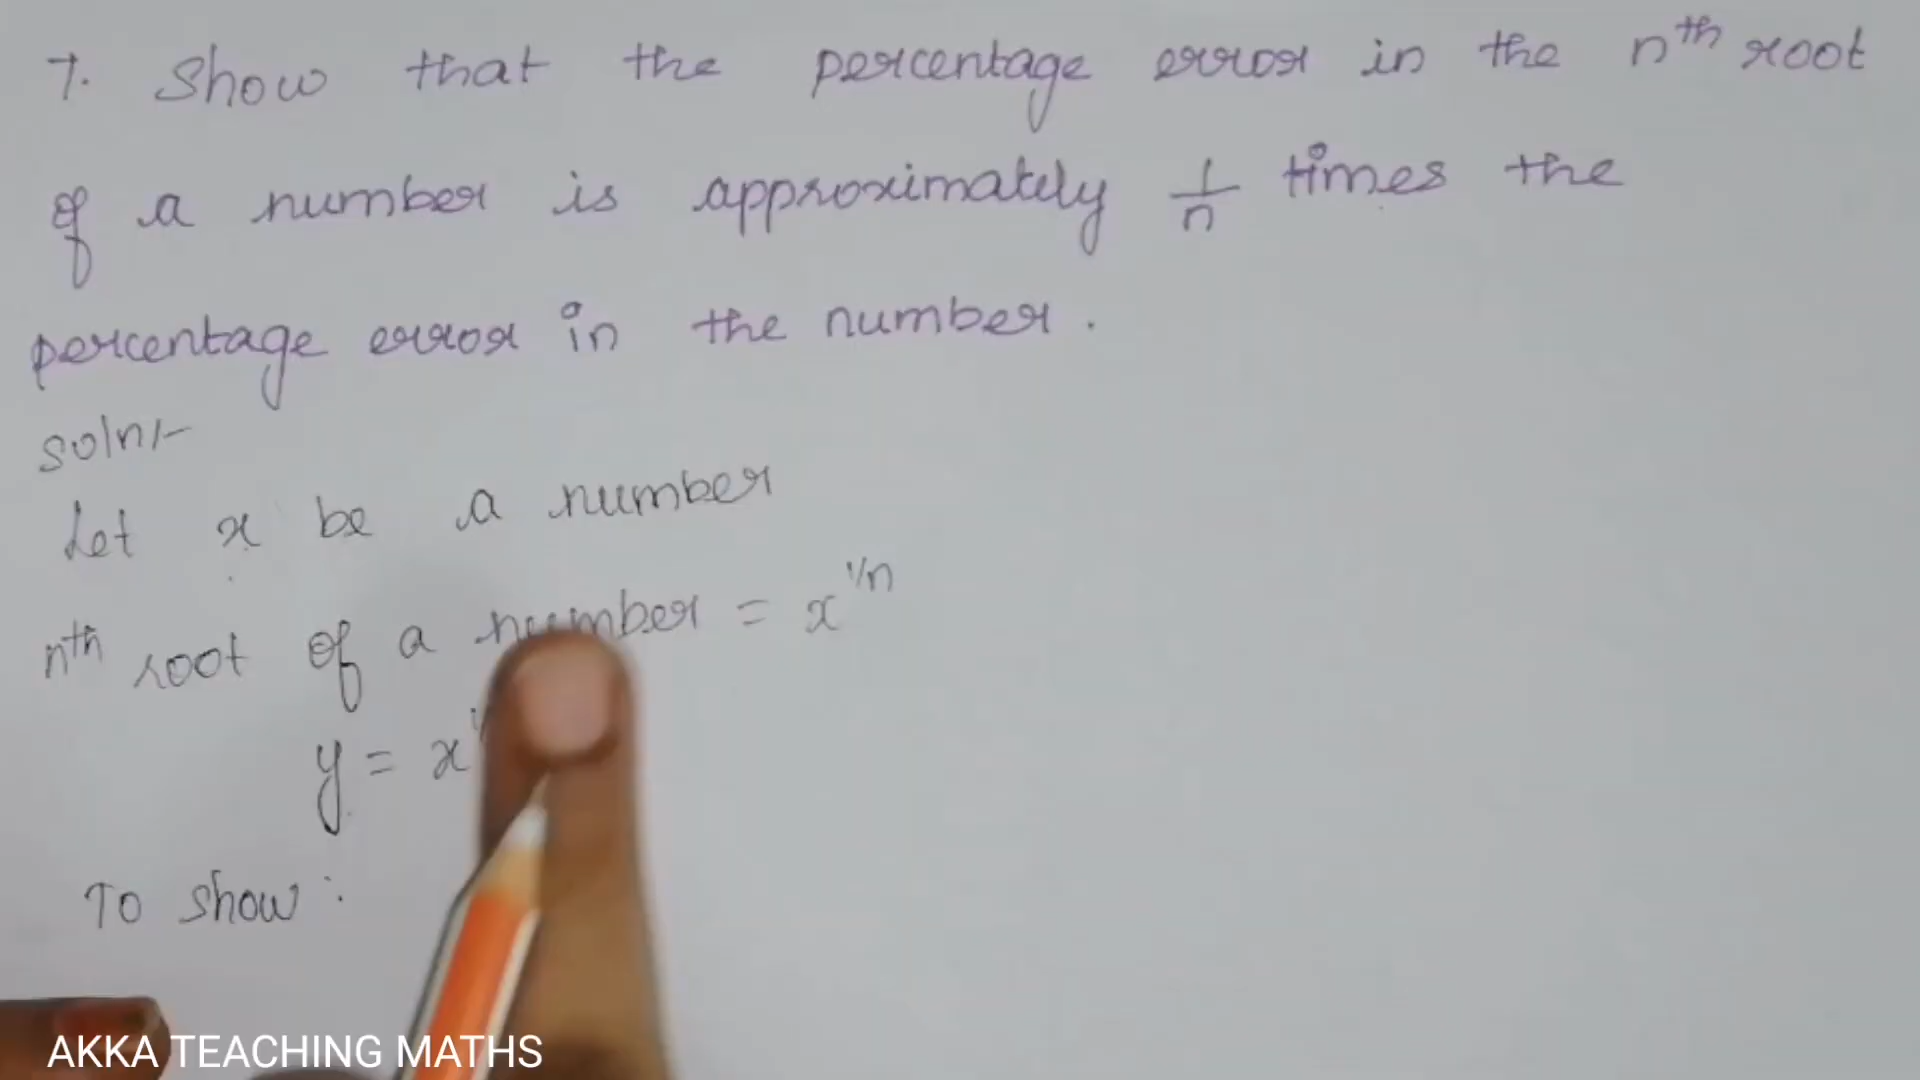 7. Show that the percentage error in the nth root
of a number is approximately 1/n times the
percentage error in the number.
Soln:-
Let x be a number
nth root of a number = x^1/n
y = x
To show :
AKKA TEACHING MATHS